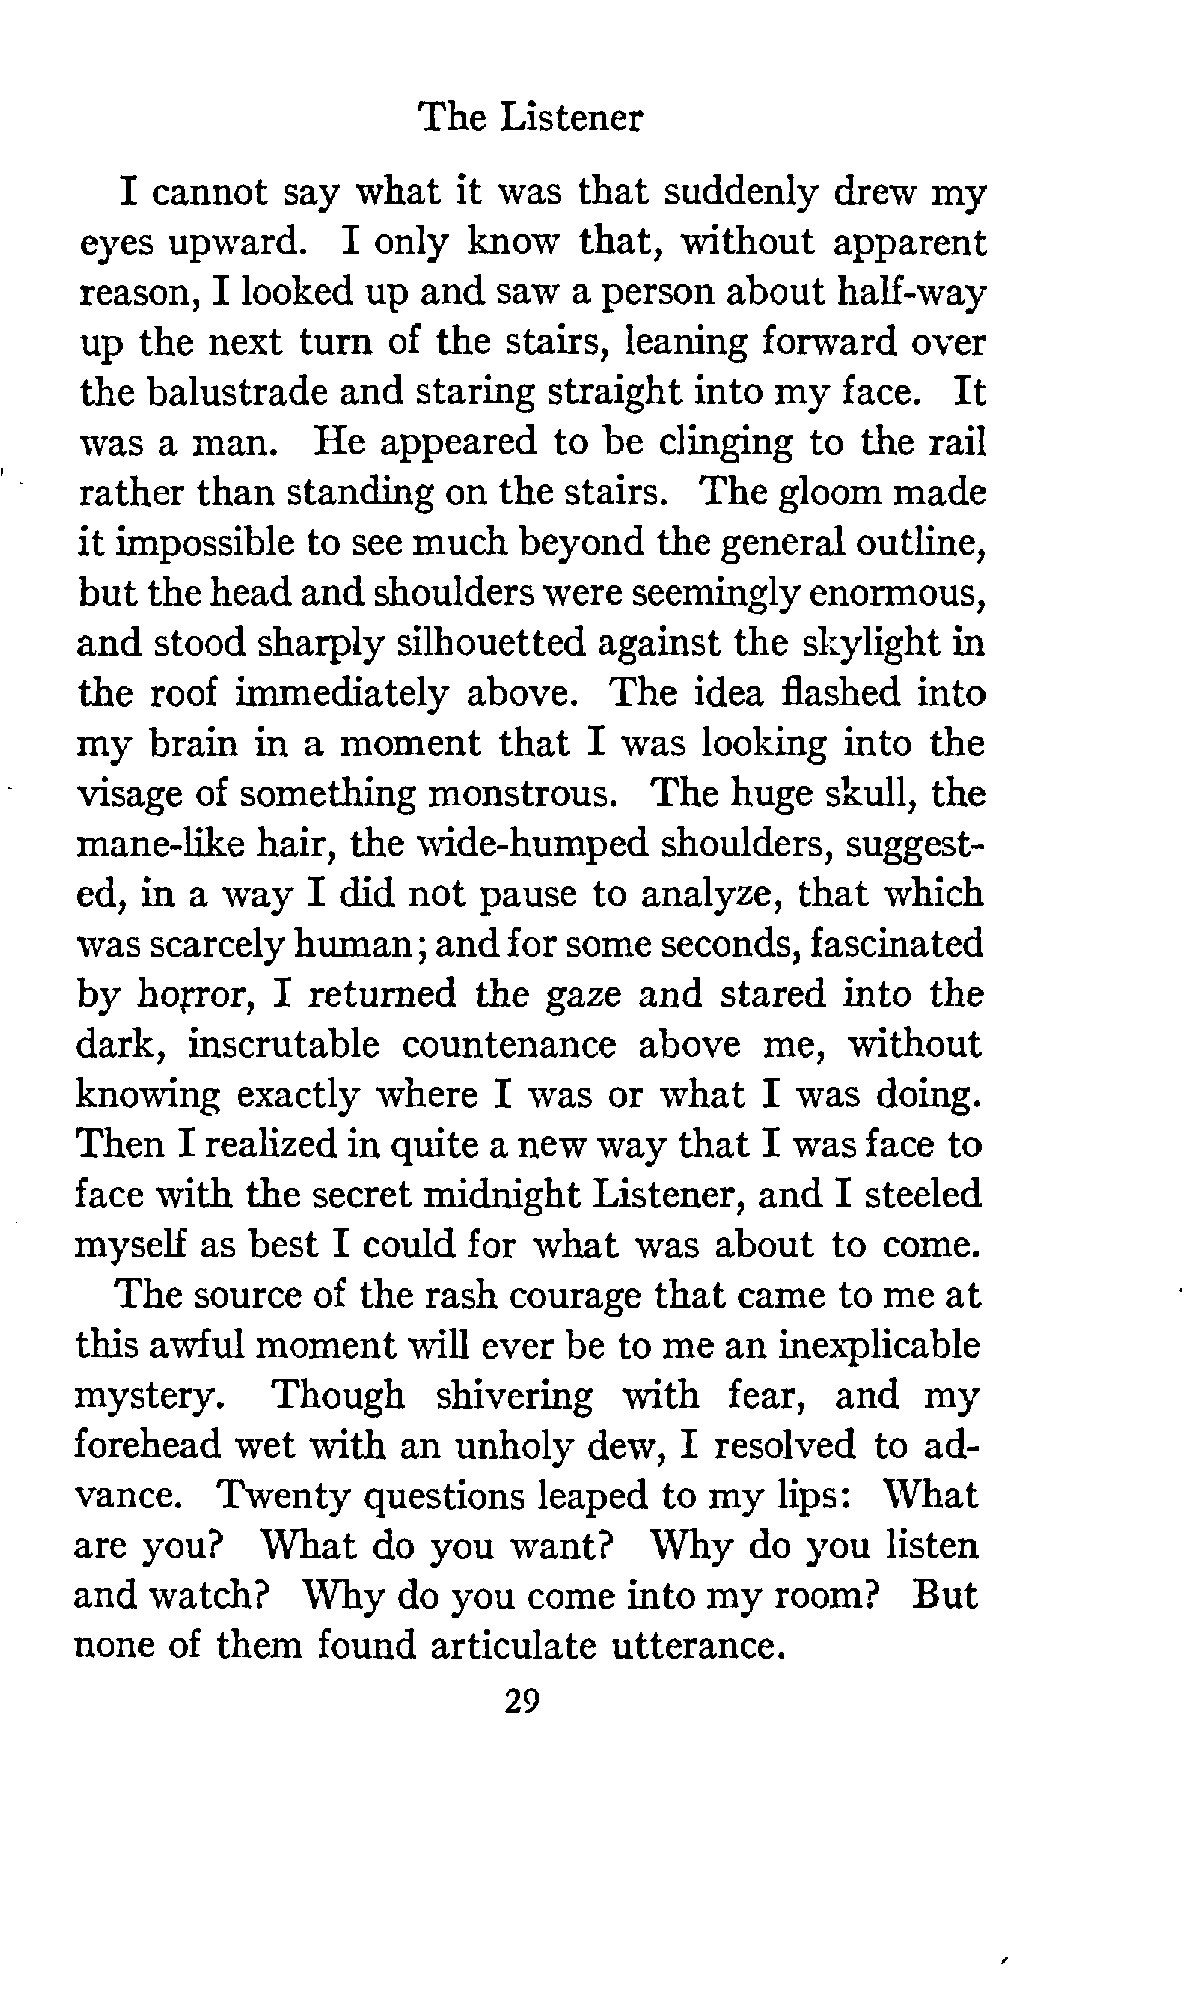 The Listener
I cannot say what it was that suddenly drew my
eyes upward. I only know that, without apparent
reason, I looked up and saw a person about half-way
up the next turn of the stairs, leaning forward over
the balustrade and staring straight into my face. It
was a man. He appeared to be clinging to the rail
rather than standing on the stairs. The gloom made
it impossible to see much beyond the general outline,
but the head and shoulders were seemingly enormous,
and stood sharply silhouetted against the skylight in
the roof immediately above. The idea flashed into
my brain in a moment that I was looking into the
visage of something monstrous. The huge skull, the
mane-like hair, the wide-humped shoulders, suggest-
ed, in a way I did not pause to analyze, that which
was scarcely human; and for some seconds, fascinated
by horror, I returned the gaze and stared into the
dark, inscrutable countenance above me, without
knowing exactly where I was or what I was doing.
Then I realized in quite a new way that I was face to
face with the secret midnight Listener, and I steeled
myself as best I could for what was about to come.
The source of the rash courage that came to me at
this awful moment will ever be to me an inexplicable
mystery. Though shivering with fear, and my
forehead wet with an unholy dew, I resolved to ad-
vance. Twenty questions leaped to my lips: What
are you? What do you want? Why do you listen
and watch? Why do you come into my room? But
none of them found articulate utterance.
29